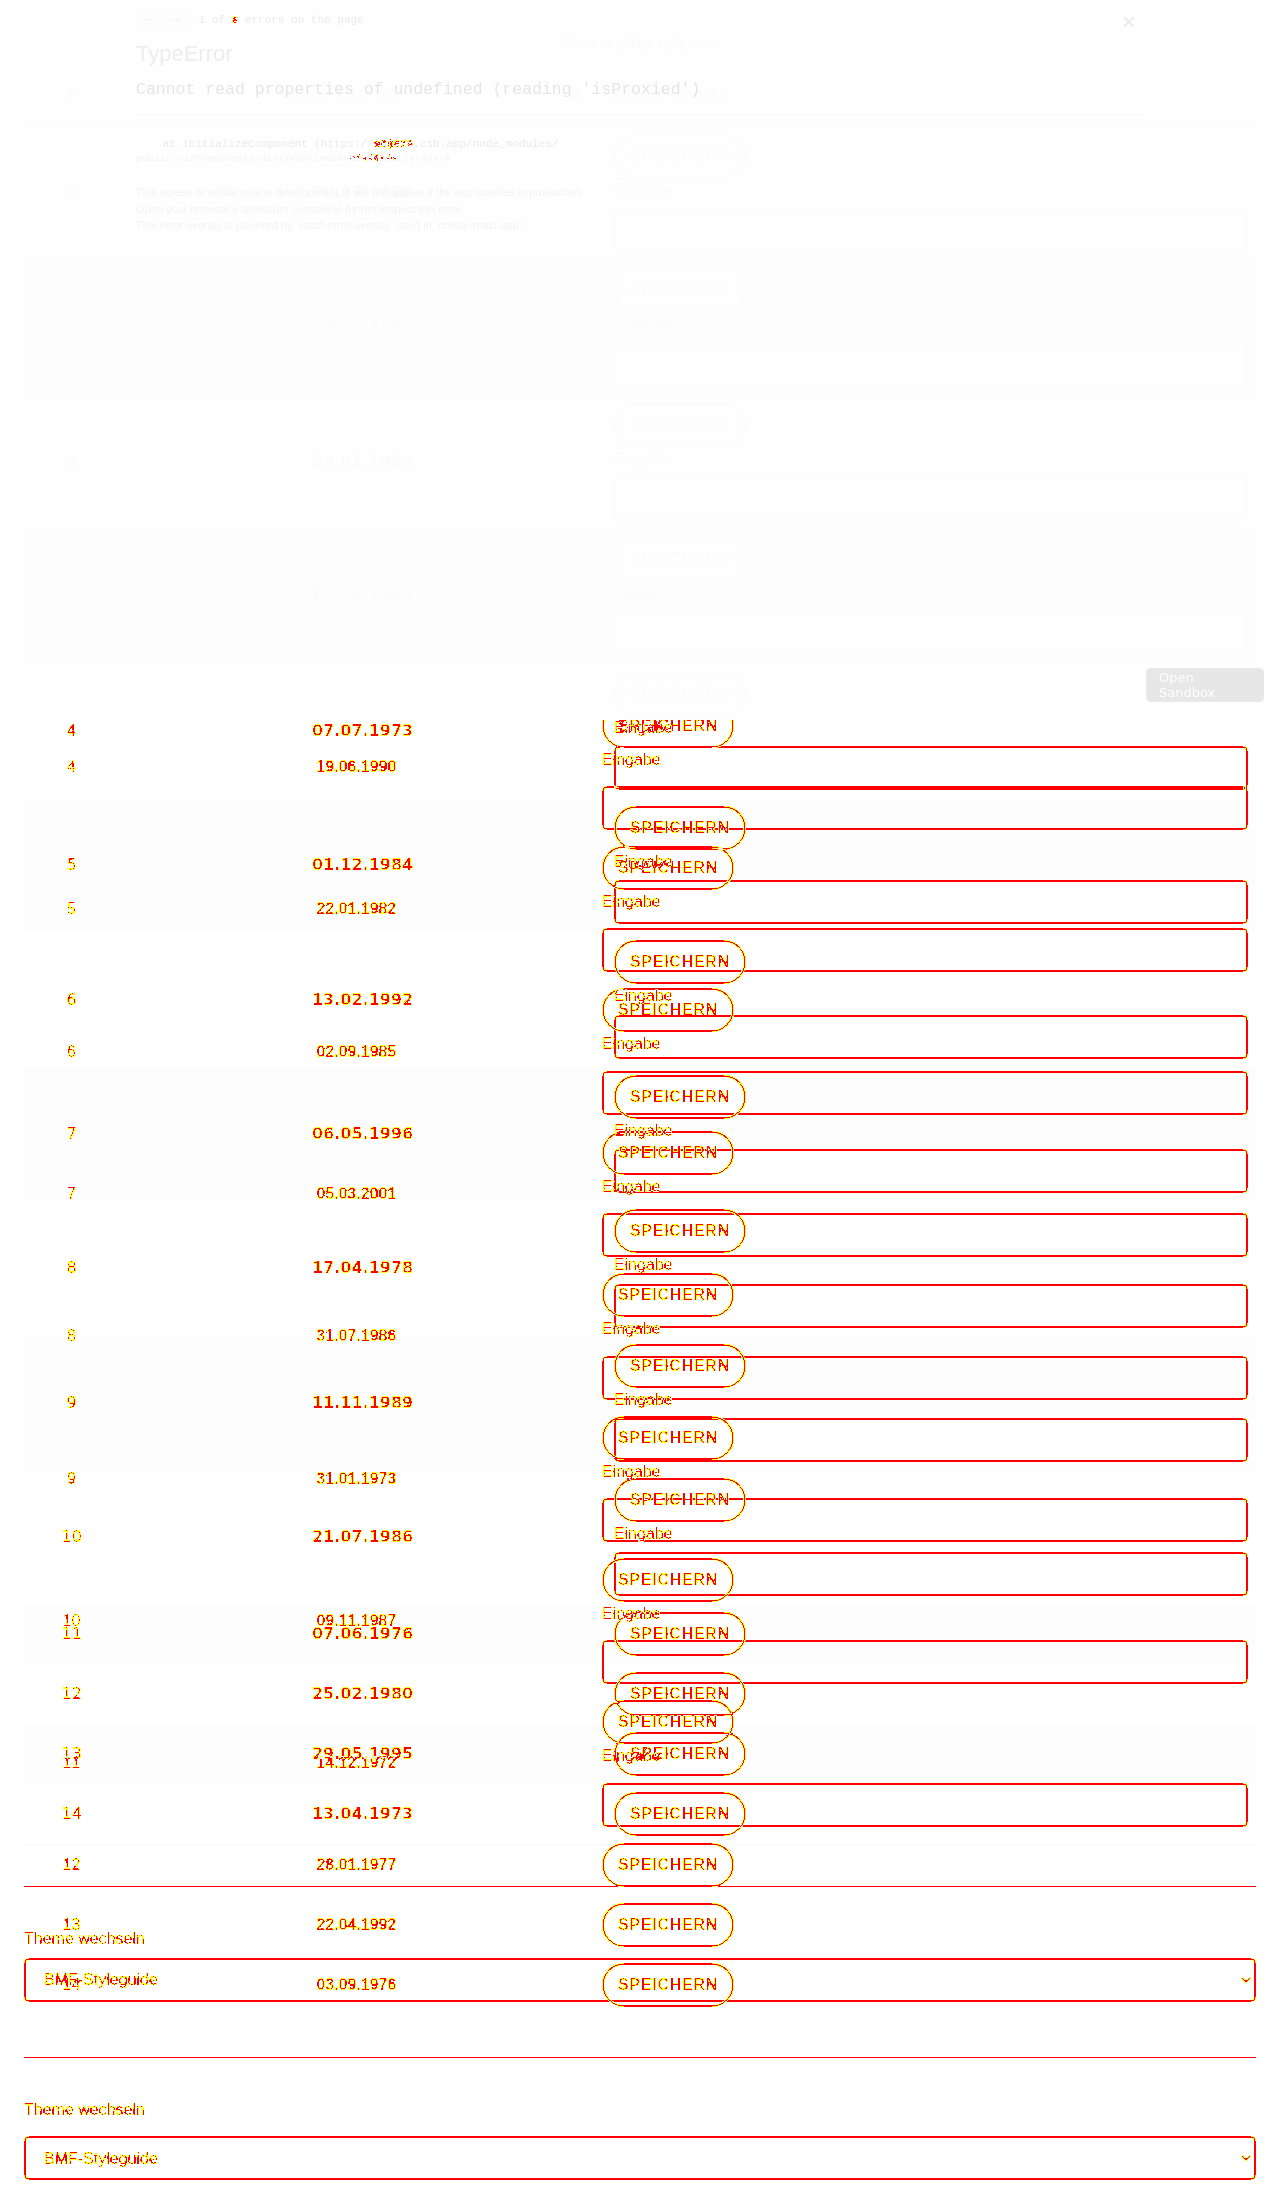 ← → 1 of errors on the page ×
TypeError
Cannot read properties of undefined (reading 'isProxied')
at initializeComponent [https:// csb.app/node_modules/
This screen is visible only in development. It will not appear if the app crashes in production.
Open your browser's developer console to further inspect this error.
This error overlay is powered by `react-error-overlay` used in `create-react-app`.
SPEICHERN
SPEICHERN
SPEICHERN
Eingabe
SPEICHERN
SPEICHERN
Open
Sandbox
4 07.07.1973 SPEICHERN
Eingabe
4 19.06.1990 Eingabe
SPEICHERN
5 01.12.1984 Eingabe
SPEICHERN
5 22.01.1982 Eingabe
SPEICHERN
6 13.02.1992 Eingabe
SPEICHERN
6 02.09.1985 Eingabe
SPEICHERN
7 06.05.1996 Eingabe
SPEICHERN
7 05.03.2001 Eingabe
SPEICHERN
8 17.04.1978 Eingabe
SPEICHERN
8 31.07.1986 Eingabe
SPEICHERN
9 11.11.1989 Eingabe
SPEICHERN
9 31.01.1973 Eingabe
SPEICHERN
10 21.07.1986 Eingabe
SPEICHERN
10 09.11.1987 Eingabe
11 07.06.1976 SPEICHERN
12 25.02.1980 SPEICHERN
SPEICHERN
13 29.05.1995 SPEICHERN
11 14.12.1972 Eingabe
14 13.04.1973 SPEICHERN
12 28.01.1977 SPEICHERN
13 22.04.1992 SPEICHERN
Theme wechseln
BMF-Styleguide
14 03.09.1976 SPEICHERN
Theme wechseln
BMF-Styleguide